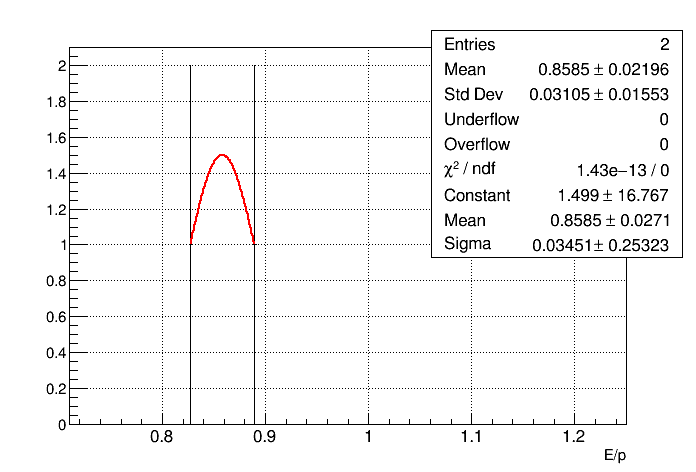 Entries 2
Mean 0.8585 ± 0.02196
Std Dev 0.03105 ± 0.01553
Underflow 0
Overflow 0
χ² / ndf 1.43e−13 / 0
Constant 1.499 ± 16.767
Mean 0.8585 ± 0.0271
Sigma 0.03451 ± 0.25323
2
1.8
1.6
1.4
1.2
1
0.8
0.6
0.4
0.2
0
0.8 0.9 1 1.1 1.2
E/p